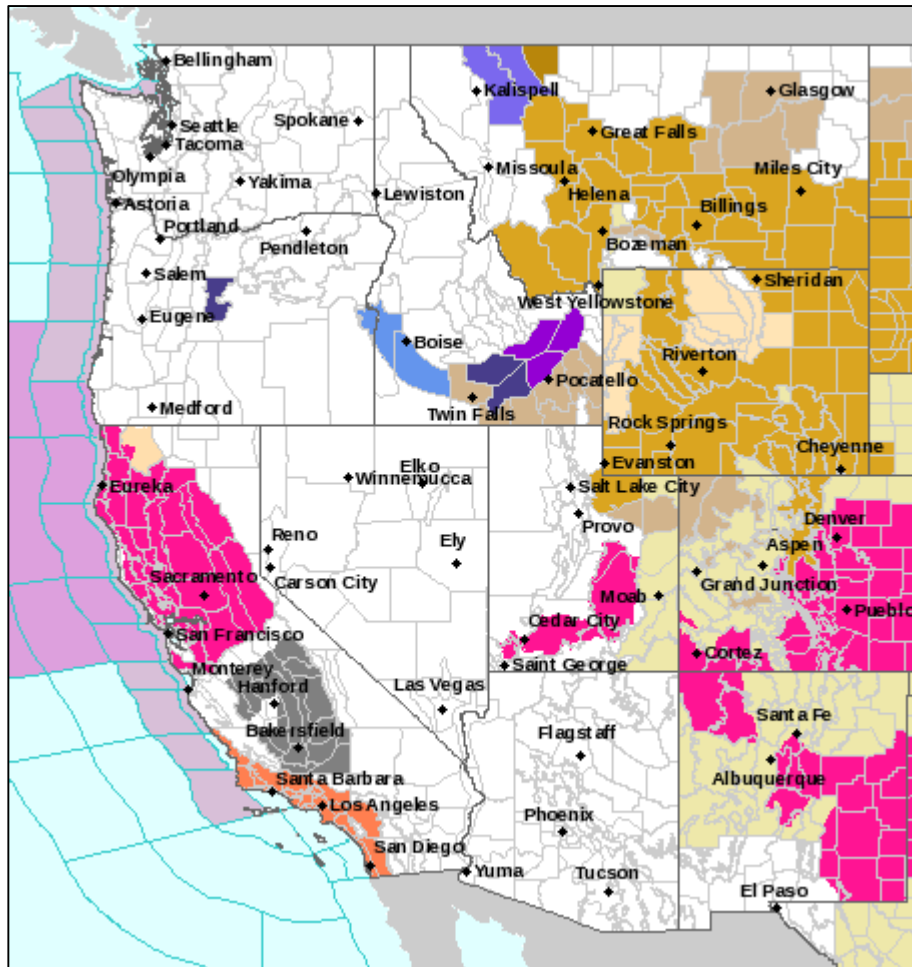 Bellingham
Kalispell
Glasgow
Seattle
Spokane
Great Falls
Tacoma
Olympia
Missoula
Miles City
Yakima
Lewiston
Helena
Astoria
Billings
Portland
Pendleton
Bozeman
Salem
Sheridan
West Yellowstone
Eugene
Boise
Riverton
Pocatello
Medford
Twin Falls
Rock Springs
Cheyenne
Elko
Evanston
Eureka
Winnemucca
Salt Lake City
Provo
Denver
Reno
Ely
Aspen
Carson City
Grand Junction
Sacramento
Moab
Pueblo
Cedar City
San Francisco
Cortez
Saint George
Monterey
Las Vegas
Hanford
Santa Fe
Bakersfield
Flagstaff
Albuquerque
Santa Barbara
Los Angeles
Phoenix
San Diego
Yuma
Tucson
El Paso